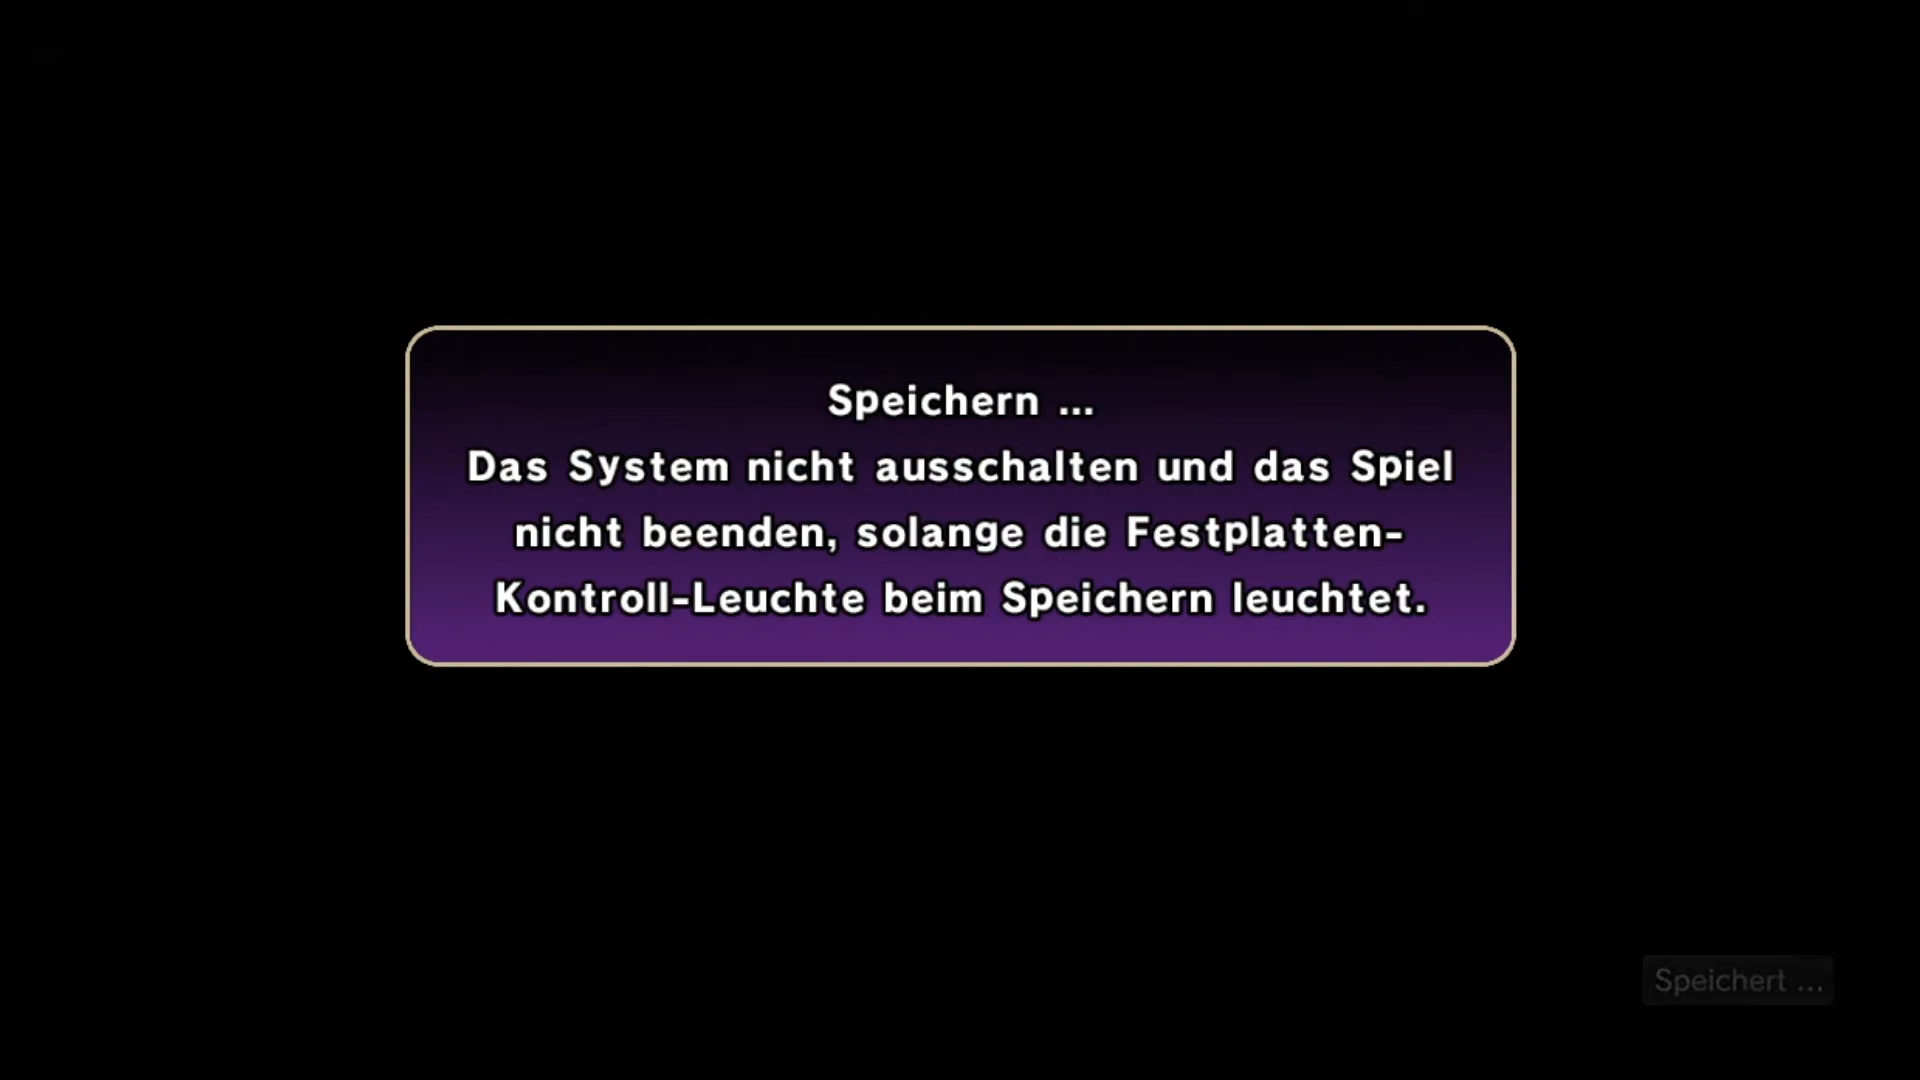 Speichern ...
Das System nicht ausschalten und das Spiel
nicht beenden, solange die Festplatten-
Kontroll-Leuchte beim Speichern leuchtet.
Speichert ...